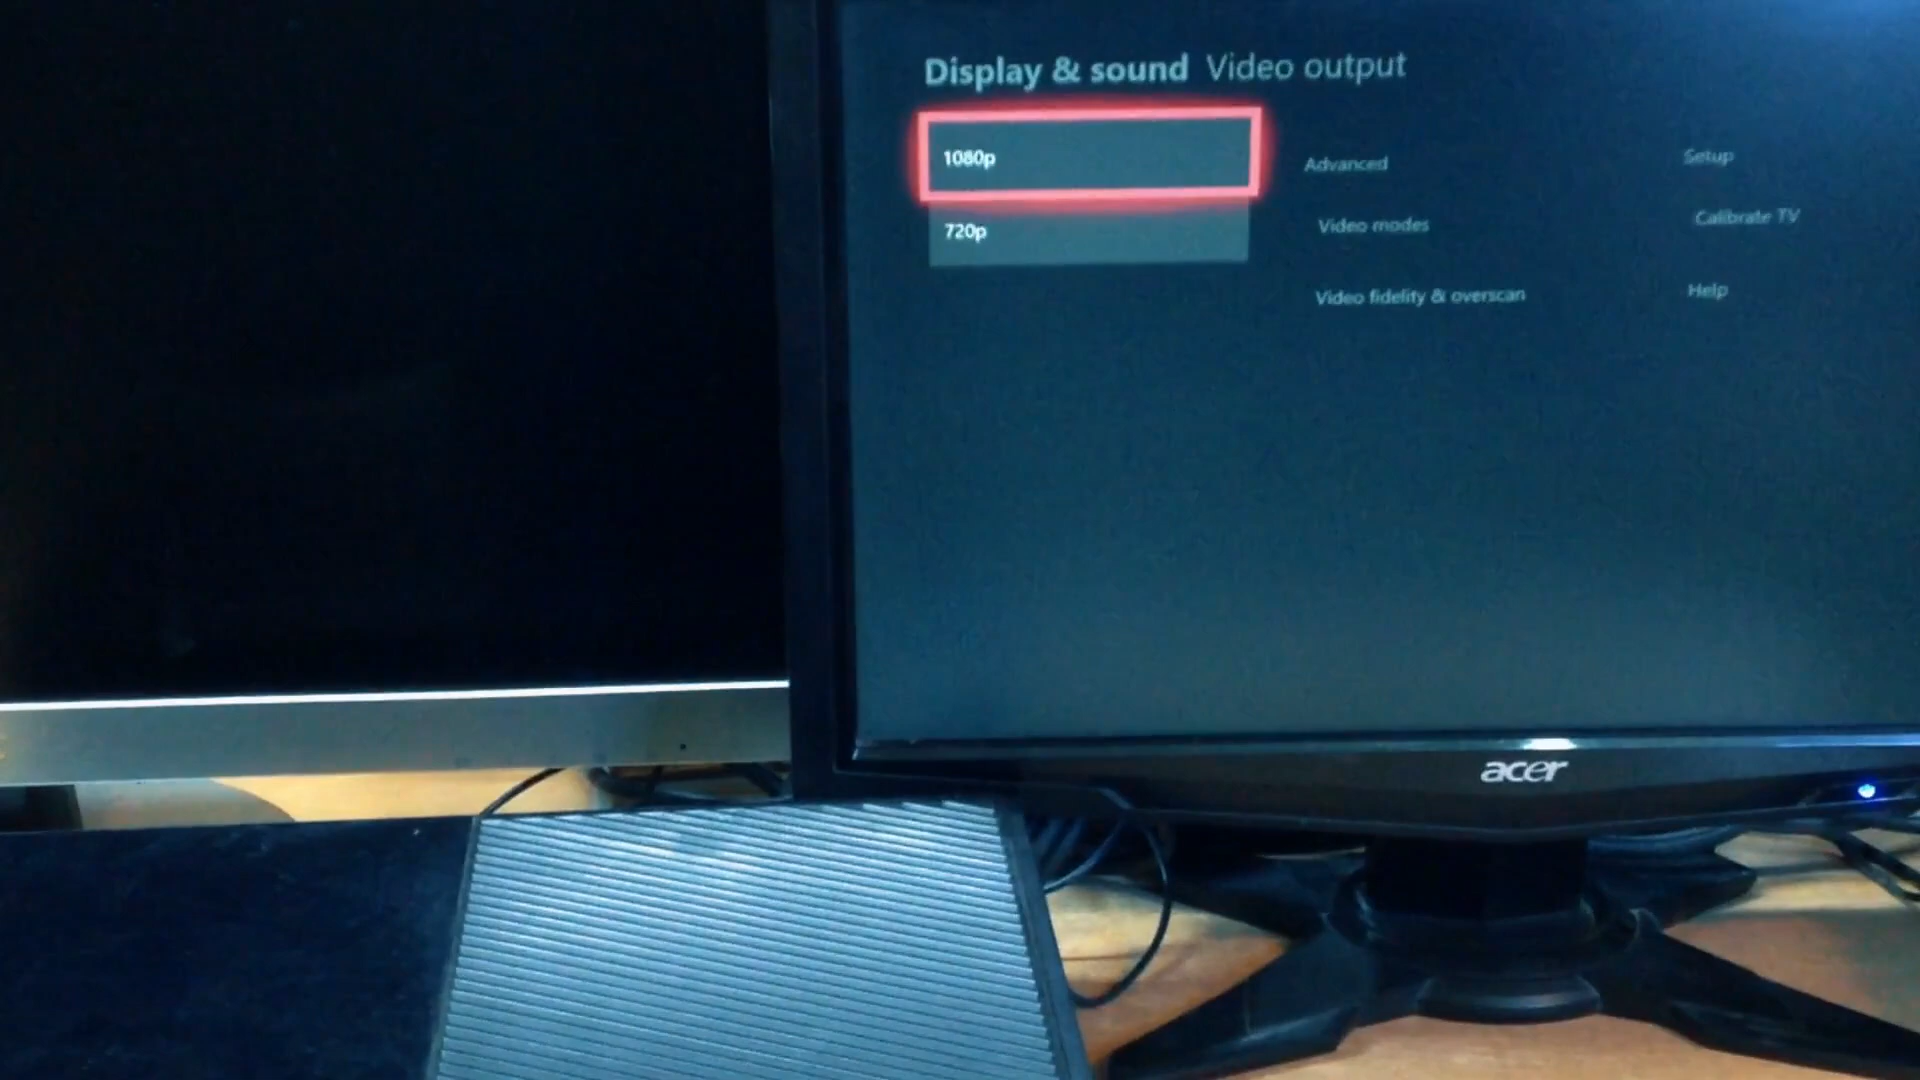 Display & sound Video output
1080p
720p
Advanced
Video modes
Video fidelity & overscan
Setup
Calibrate TV
Help
acer